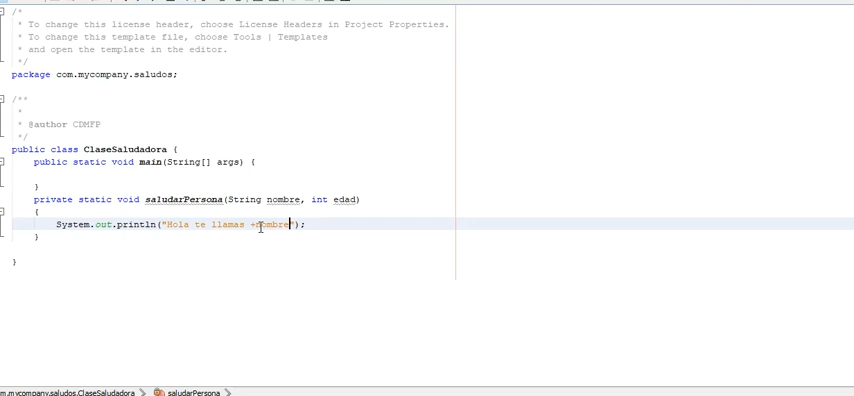 /*
* To change this license header, choose License Headers in Project Properties.
* To change this template file, choose Tools | Templates
* and open the template in the editor.
*/
package com.mycompany.saludos;
/**
*
* @author CDMFP
*/
public class ClaseSaludadora {
public static void main(String[] args) {
}
private static void saludarPersona(String nombre, int edad)
{
System.out.println("Hola te llamas +nombre");
}
}
m.mycompany.saludos.ClaseSaludadora
saludarPersona